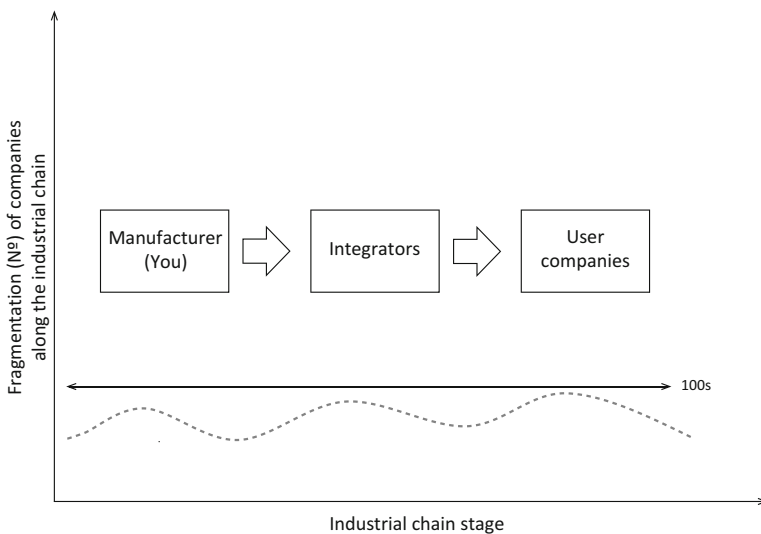 Fragmentation (Nº) of companies
along the industrial chain
Manufacturer
(You)
Integrators
User
companies
100s
Industrial chain stage